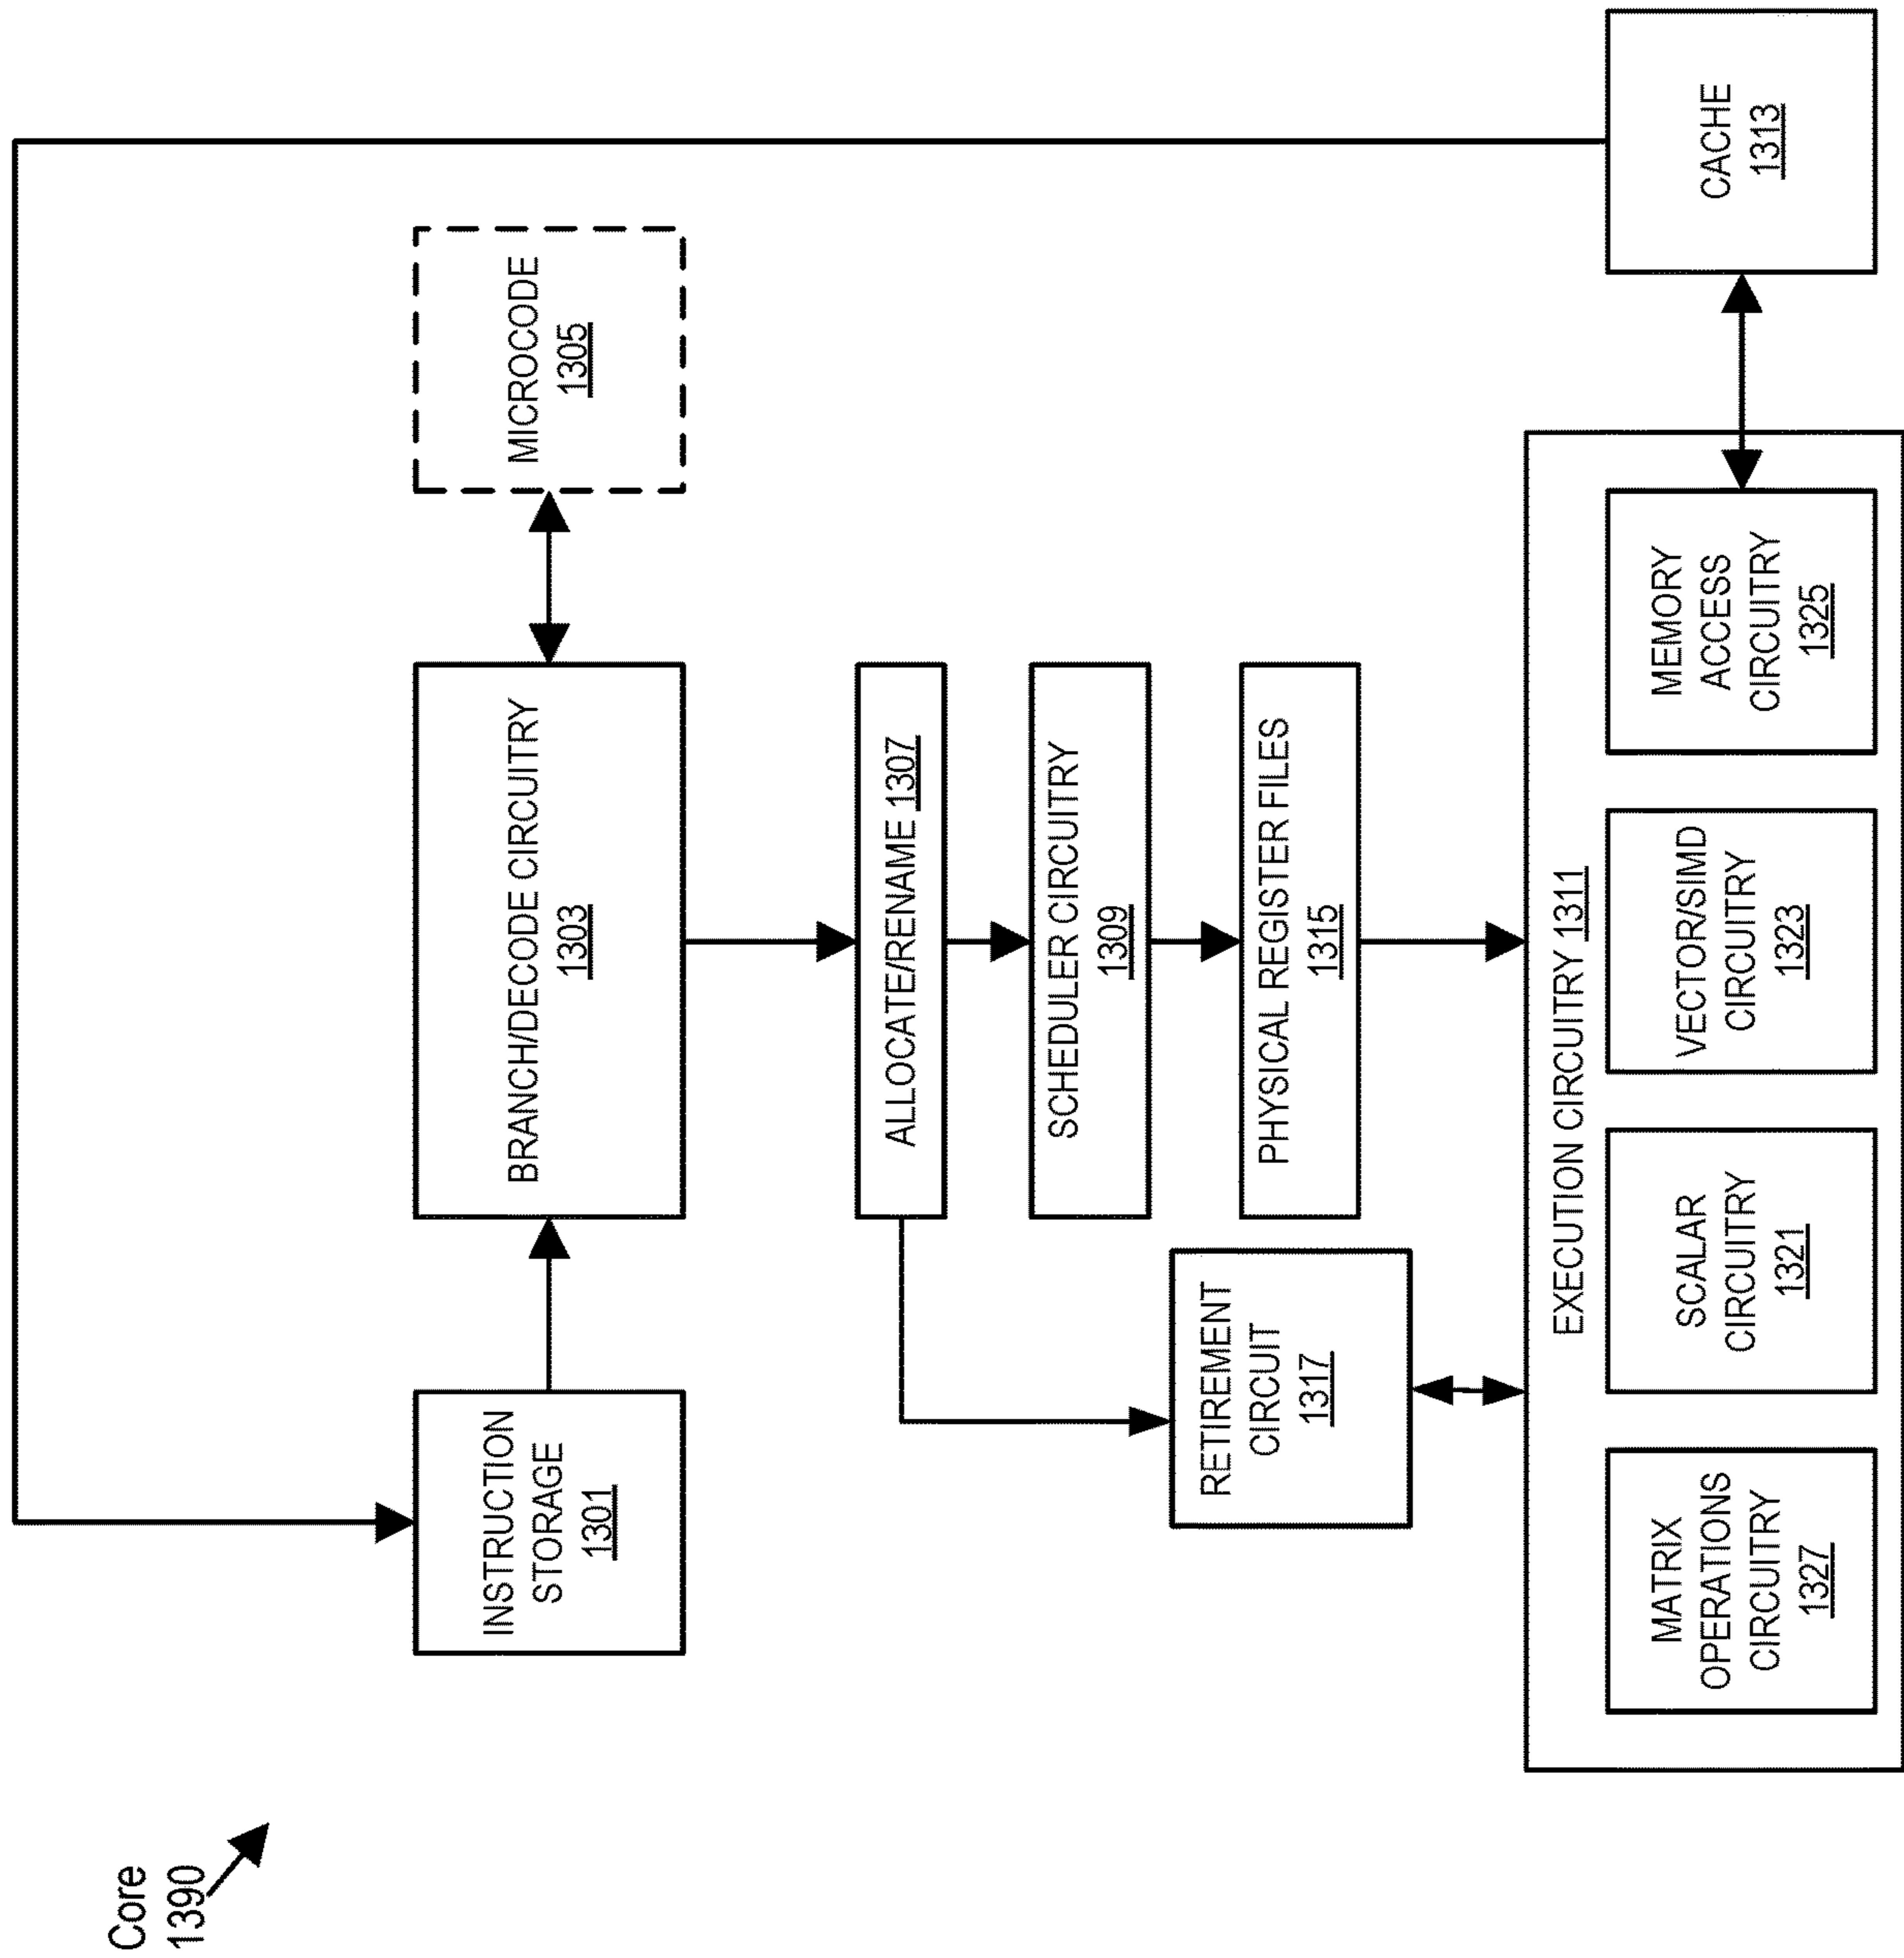 Core
1390
INSTRUCTION
STORAGE
1301
BRANCH/DECODE CIRCUITRY
1303
MICROCODE
1305
ALLOCATE/RENAME 1307
SCHEDULER CIRCUITRY
1309
RETIREMENT
CIRCUIT
1317
PHYSICAL REGISTER FILES
1315
EXECUTION CIRCUITRY 1311
MATRIX
OPERATIONS
CIRCUITRY
1327
SCALAR
CIRCUITRY
1321
VECTOR/SIMD
CIRCUITRY
1323
MEMORY
ACCESS
CIRCUITRY
1325
CACHE
1313